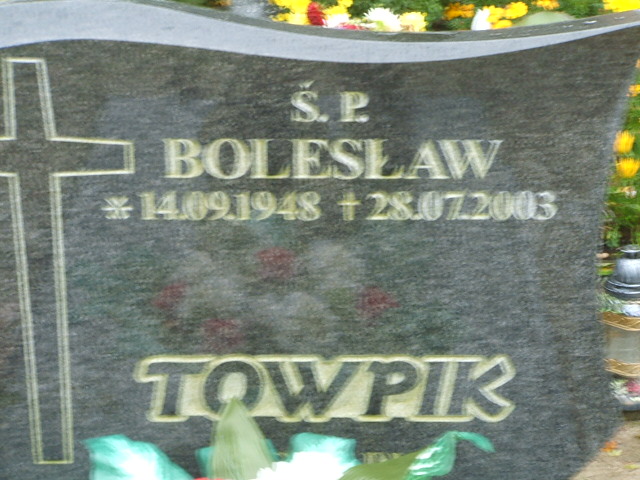 Ś. P.
BOLESŁAW
* 14.09.1948 † 28.07.2003
TOWPIK